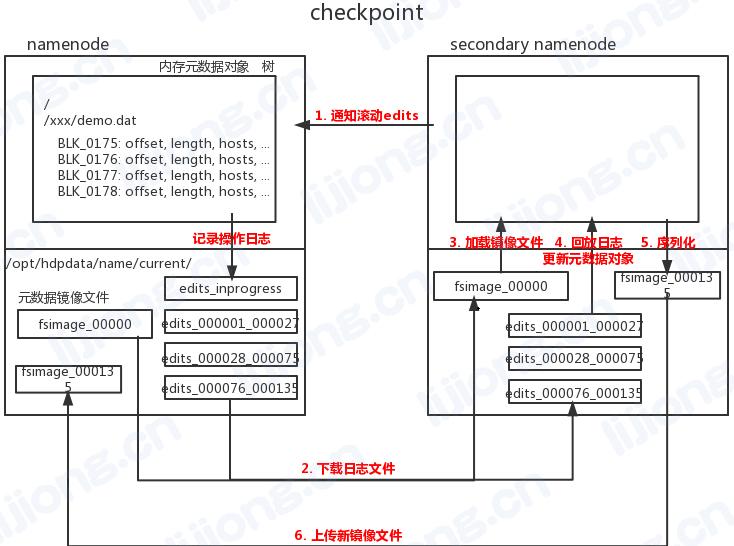 checkpoint
namenode
secondary namenode
内存元数据对象 树
/
/xxx/demo.dat
BLK_0175: offset, length, hosts, ...
BLK_0176: offset, length, hosts, ...
BLK_0177: offset, length, hosts, ...
BLK_0178: offset, length, hosts, ...
1. 通知滚动edits
记录操作日志
3. 加载镜像文件
4. 回放日志
更新元数据对象
5. 序列化
/opt/hdpdata/name/current/
元数据镜像文件
edits_inprogress
fsimage_00000
edits_000001_000027
edits_000028_000075
fsimage_00013
5
edits_000076_000135
fsimage_00000
fsimage_00013
5
edits_000001_000027
edits_000028_000075
edits_000076_000135
2. 下载日志文件
6. 上传新镜像文件
lijiong.cn